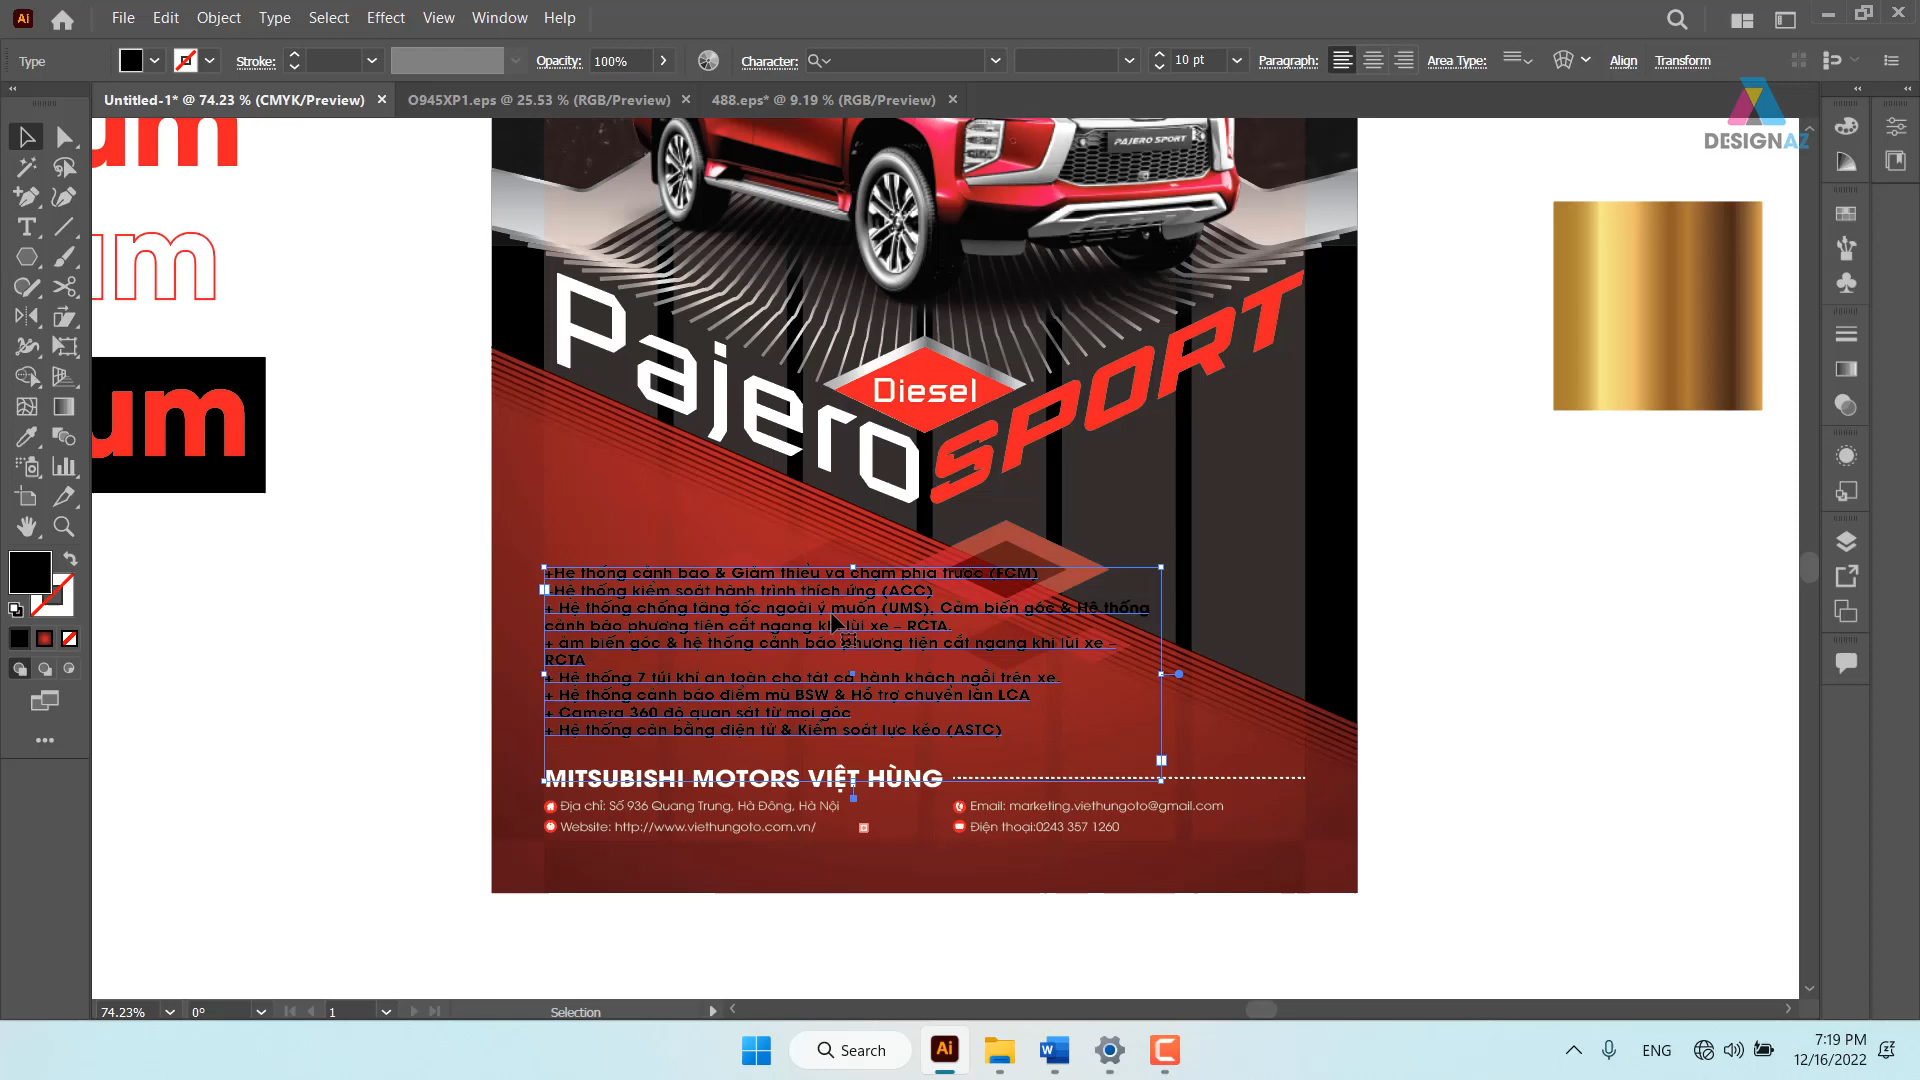 Ai File Edit Object Type Select Effect View Window Help
Type Stroke: Opacity: 100% Character: 10 pt Paragraph: Area Type: Align Transform
Untitled-1* @ 74.23 % (CMYK/Preview) O945XP1.eps @ 25.53 % (RGB/Preview) 488.eps* @ 9.19 % (RGB/Preview)
DESIGNAZ
um
um
um
PAJERO SPORT
Pajero
Diesel
SPORT
+Hệ thống cảnh báo & Giảm thiểu va chạm phía trước (FCM)
Hệ thống kiểm soát hành trình thích ứng (ACC)
+ Hệ thống chống tăng tốc ngoài ý muốn (UMS), Cảm biến góc & Hệ thống
cảnh báo phương tiện cắt ngang khi lùi xe – RCTA.
+ ảm biến góc & hệ thống cảnh báo phương tiện cắt ngang khi lùi xe –
RCTA
+ Hệ thống 7 túi khí an toàn cho tất cả hành khách ngồi trên xe.
+ Hệ thống cảnh báo điểm mù BSW & Hỗ trợ chuyển làn LCA
+ Camera 360 độ quan sát từ mọi góc
+ Hệ thống cân bằng điện tử & Kiểm soát lực kéo (ASTC)
MITSUBISHI MOTORS VIỆT HÙNG
Địa chỉ: Số 936 Quang Trung, Hà Đông, Hà Nội
Email: marketing.viethungoto@gmail.com
Website: http://www.viethungoto.com.vn/
Điện thoại:0243 357 1260
74.23% 0° 1 Selection
Search
ENG
7:19 PM
12/16/2022